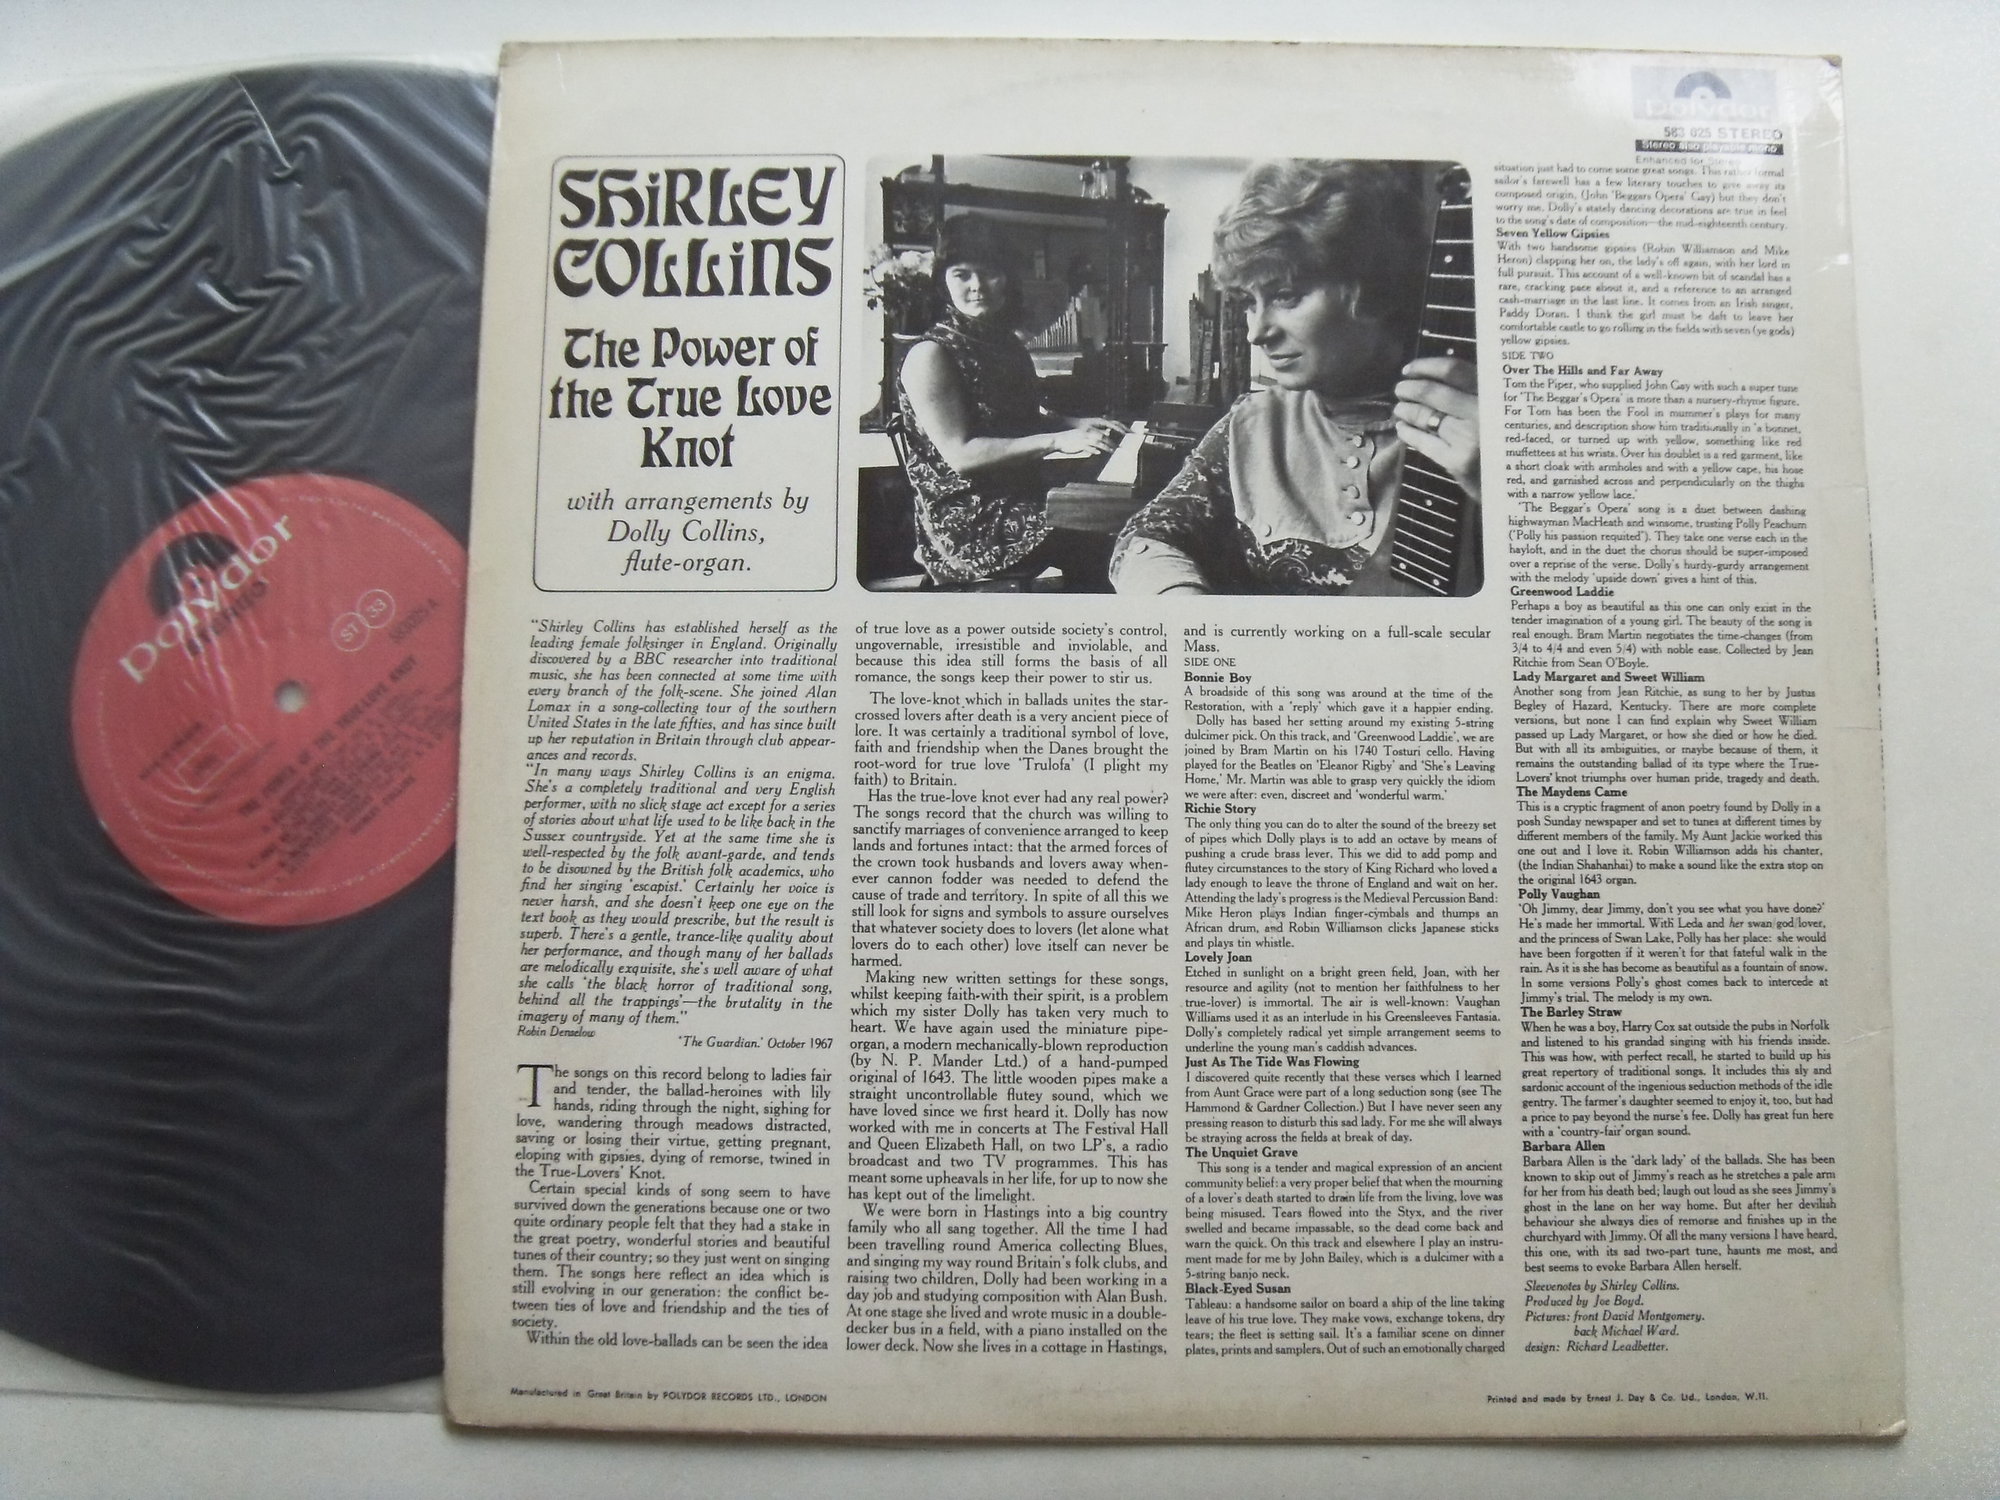 polydor
STEREO
ST 33
SHiRLEY
COLLiNS
The Power of
the True Love
Knot
with arrangements by
Dolly Collins,
flute-organ.
polydor
583 025 STEREO
Stereo also playable mono
Enhanced for Stereo
"Shirley Collins has established herself as the
leading female folksinger in England. Originally
discovered by a BBC researcher into traditional
music, she has been connected at some time with
every branch of the folk-scene. She joined Alan
Lomax in a song-collecting tour of the southern
United States in the late fifties, and has since built
up her reputation in Britain through club appear-
ances and records.
"In many ways Shirley Collins is an enigma.
She's a completely traditional and very English
performer, with no slick stage act except for a series
of stories about what life used to be like back in the
Sussex countryside. Yet at the same time she is
well-respected by the folk avant-garde, and tends
to be disowned by the British folk academics, who
find her singing 'escapist.' Certainly her voice is
never harsh, and she doesn't keep one eye on the
text book as they would prescribe, but the result is
superb. There's a gentle, trance-like quality about
her performance, and though many of her ballads
are melodically exquisite, she's well aware of what
she calls 'the black horror of traditional song,
behind all the trappings'—the brutality in the
imagery of many of them."
Robin Denselow
'The Guardian.' October 1967
The songs on this record belong to ladies fair
and tender, the ballad-heroines with lily
hands, riding through the night, sighing for
love, wandering through meadows distracted,
saving or losing their virtue, getting pregnant,
eloping with gipsies, dying of remorse, twined in
the True-Lovers' Knot.
Certain special kinds of song seem to have
survived down the generations because one or two
quite ordinary people felt that they had a stake in
the great poetry, wonderful stories and beautiful
tunes of their country; so they just went on singing
them. The songs here reflect an idea which is
still evolving in our generation: the conflict be-
tween ties of love and friendship and the ties of
society.
Within the old love-ballads can be seen the idea
of true love as a power outside society's control,
ungovernable, irresistible and inviolable, and
because this idea still forms the basis of all
romance, the songs keep their power to stir us.
The love-knot which in ballads unites the star-
crossed lovers after death is a very ancient piece of
lore. It was certainly a traditional symbol of love,
faith and friendship when the Danes brought the
root-word for true love 'Trulofa' (I plight my
faith) to Britain.
Has the true-love knot ever had any real power?
The songs record that the church was willing to
sanctify marriages of convenience arranged to keep
lands and fortunes intact: that the armed forces of
the crown took husbands and lovers away when-
ever cannon fodder was needed to defend the
cause of trade and territory. In spite of all this we
still look for signs and symbols to assure ourselves
that whatever society does to lovers (let alone what
lovers do to each other) love itself can never be
harmed.
Making new written settings for these songs,
whilst keeping faith with their spirit, is a problem
which my sister Dolly has taken very much to
heart. We have again used the miniature pipe-
organ, a modern mechanically-blown reproduction
(by N. P. Mander Ltd.) of a hand-pumped
original of 1643. The little wooden pipes make a
straight uncontrollable flutey sound, which we
have loved since we first heard it. Dolly has now
worked with me in concerts at The Festival Hall
and Queen Elizabeth Hall, on two LP's, a radio
broadcast and two TV programmes. This has
meant some upheavals in her life, for up to now she
has kept out of the limelight.
We were born in Hastings into a big country
family who all sang together. All the time I had
been travelling round America collecting Blues,
and singing my way round Britain's folk clubs, and
raising two children, Dolly had been working in a
day job and studying composition with Alan Bush.
At one stage she lived and wrote music in a double-
decker bus in a field, with a piano installed on the
lower deck. Now she lives in a cottage in Hastings,
and is currently working on a full-scale secular
Mass.
SIDE ONE
Bonnie Boy
A broadside of this song was around at the time of the
Restoration, with a 'reply' which gave it a happier ending.
Dolly has based her setting around my existing 5-string
dulcimer pick. On this track, and 'Greenwood Laddie', we are
joined by Bram Martin on his 1740 Tosturi cello. Having
played for the Beatles on 'Eleanor Rigby' and 'She's Leaving
Home,' Mr. Martin was able to grasp very quickly the idiom
we were after: even, discreet and 'wonderful warm.'
Richie Story
The only thing you can do to alter the sound of the breezy set
of pipes which Dolly plays is to add an octave by means of
pushing a crude brass lever. This we did to add pomp and
flutey circumstances to the story of King Richard who loved a
lady enough to leave the throne of England and wait on her.
Attending the lady's progress is the Medieval Percussion Band:
Mike Heron plays Indian finger-cymbals and thumps an
African drum, and Robin Williamson clicks Japanese sticks
and plays tin whistle.
Lovely Joan
Etched in sunlight on a bright green field, Joan, with her
resource and agility (not to mention her faithfulness to her
true-lover) is immortal. The air is well-known: Vaughan
Williams used it as an interlude in his Greensleeves Fantasia.
Dolly's completely radical yet simple arrangement seems to
underline the young man's caddish advances.
Just As The Tide Was Flowing
I discovered quite recently that these verses which I learned
from Aunt Grace were part of a long seduction song (see The
Hammond & Gardner Collection.) But I have never seen any
pressing reason to disturb this sad lady. For me she will always
be straying across the fields at break of day.
The Unquiet Grave
This song is a tender and magical expression of an ancient
community belief: a very proper belief that when the mourning
of a lover's death started to drain life from the living, love was
being misused. Tears flowed into the Styx, and the river
swelled and became impassable, so the dead come back and
warn the quick. On this track and elsewhere I play an instru-
ment made for me by John Bailey, which is a dulcimer with a
5-string banjo neck.
Black-Eyed Susan
Tableau: a handsome sailor on board a ship of the line taking
leave of his true love. They make vows, exchange tokens, dry
tears; the fleet is setting sail. It's a familiar scene on dinner
plates, prints and samplers. Out of such an emotionally charged
situation just had to come some great songs. This rather formal
sailor's farewell has a few literary touches to give away its
composed origin, (John 'Beggars Opera' Gay) but they don't
worry me. Dolly's stately dancing decorations are true in feel
to the song's date of composition—the mid-eighteenth century.
Seven Yellow Gipsies
With two handsome gipsies (Robin Williamson and Mike
Heron) clapping her on, the lady's off again, with her lord in
full pursuit. This account of a well-known bit of scandal has a
rare, cracking pace about it, and a reference to an arranged
cash-marriage in the last line. It comes from an Irish singer,
Paddy Doran. I think the girl must be daft to leave her
comfortable castle to go rolling in the fields with seven (ye gods)
yellow gipsies.
SIDE TWO
Over The Hills and Far Away
Tom the Piper, who supplied John Gay with such a super tune
for 'The Beggar's Opera' is more than a nursery-rhyme figure.
For Tom has been the Fool in mummer's plays for many
centuries, and description show him traditionally in 'a bonnet,
red-faced, or turned up with yellow, something like red
muffettees at his wrists. Over his doublet is a red garment, like
a short cloak with armholes and with a yellow cape, his hose
red, and garnished across and perpendicularly on the thighs
with a narrow yellow lace.'
'The Beggar's Opera' song is a duet between dashing
highwayman MacHeath and winsome, trusting Polly Peachum
('Polly his passion requited'). They take one verse each in the
hayloft, and in the duet the chorus should be super-imposed
over a reprise of the verse. Dolly's hurdy-gurdy arrangement
with the melody 'upside down' gives a hint of this.
Greenwood Laddie
Perhaps a boy as beautiful as this one can only exist in the
tender imagination of a young girl. The beauty of the song is
real enough. Bram Martin negotiates the time-changes (from
3/4 to 4/4 and even 5/4) with noble ease. Collected by Jean
Ritchie from Sean O'Boyle.
Lady Margaret and Sweet William
Another song from Jean Ritchie, as sung to her by Justus
Begley of Hazard, Kentucky. There are more complete
versions, but none I can find explain why Sweet William
passed up Lady Margaret, or how she died or how he died.
But with all its ambiguities, or maybe because of them, it
remains the outstanding ballad of its type where the True-
Lovers' knot triumphs over human pride, tragedy and death.
The Maydens Came
This is a cryptic fragment of anon poetry found by Dolly in a
posh Sunday newspaper and set to tunes at different times by
different members of the family. My Aunt Jackie worked this
one out and I love it. Robin Williamson adds his chanter,
(the Indian Shahanhai) to make a sound like the extra stop on
the original 1643 organ.
Polly Vaughan
'Oh Jimmy, dear Jimmy, don't you see what you have done?'
He's made her immortal. With Leda and her swan/god/lover,
and the princess of Swan Lake, Polly has her place: she would
have been forgotten if it weren't for that fateful walk in the
rain. As it is she has become as beautiful as a fountain of snow.
In some versions Polly's ghost comes back to intercede at
Jimmy's trial. The melody is my own.
The Barley Straw
When he was a boy, Harry Cox sat outside the pubs in Norfolk
and listened to his grandad singing with his friends inside.
This was how, with perfect recall, he started to build up his
great repertory of traditional songs. It includes this sly and
sardonic account of the ingenious seduction methods of the idle
gentry. The farmer's daughter seemed to enjoy it, too, but had
a price to pay beyond the nurse's fee. Dolly has great fun here
with a 'country-fair' organ sound.
Barbara Allen
Barbara Allen is the 'dark lady' of the ballads. She has been
known to skip out of Jimmy's reach as he stretches a pale arm
for her from his death bed; laugh out loud as she sees Jimmy's
ghost in the lane on her way home. But after her devilish
behaviour she always dies of remorse and finishes up in the
churchyard with Jimmy. Of all the many versions I have heard,
this one, with its sad two-part tune, haunts me most, and
best seems to evoke Barbara Allen herself.
Sleevenotes by Shirley Collins.
Produced by Joe Boyd.
Pictures: front David Montgomery.
back Michael Ward.
design: Richard Leadbetter.
Manufactured in Great Britain by POLYDOR RECORDS LTD., LONDON
Printed and made by Ernest J. Day & Co. Ltd., London, W.11.